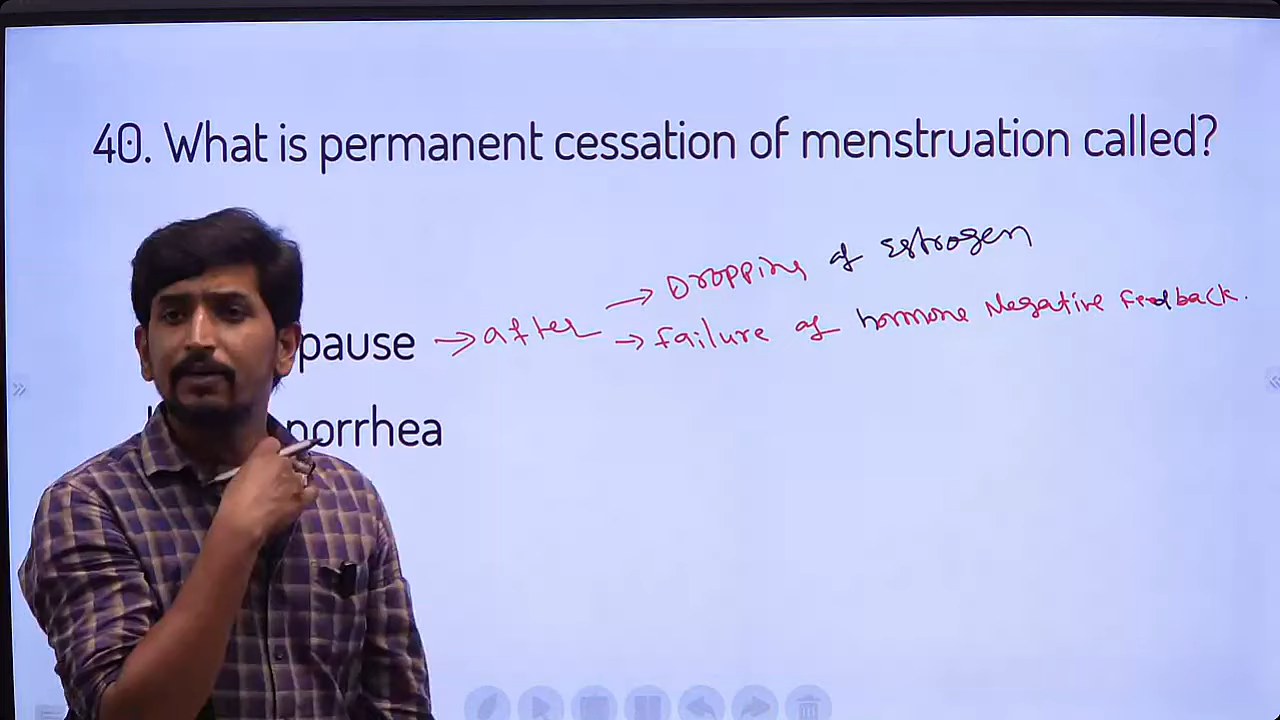 40. What is permanent cessation of menstruation called?
→ Dropping of Estrogen
pause → after → failure of hormone Negative Feedback.
norrhea